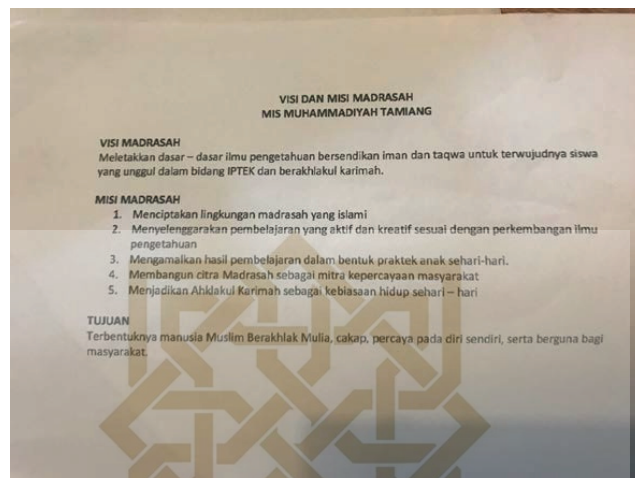 VISI DAN MISI MADRASAH
MIS MUHAMMADIYAH TAMIANG
VISI MADRASAH
Meletakkan dasar – dasar ilmu pengetahuan bersendikan iman dan taqwa untuk terwujudnya siswa
yang unggul dalam bidang IPTEK dan berakhlakul karimah.
MISI MADRASAH
1. Menciptakan lingkungan madrasah yang islami
2. Menyelenggarakan pembelajaran yang aktif dan kreatif sesuai dengan perkembangan ilmu
pengetahuan
3. Mengamalkan hasil pembelajaran dalam bentuk praktek anak sehari-hari.
4. Membangun citra Madrasah sebagai mitra kepercayaan masyarakat
5. Menjadikan Ahklakul Karimah sebagai kebiasaan hidup sehari – hari
TUJUAN
Terbentuknya manusia Muslim Berakhlak Mulia, cakap, percaya pada diri sendiri, serta berguna bagi
masyarakat.